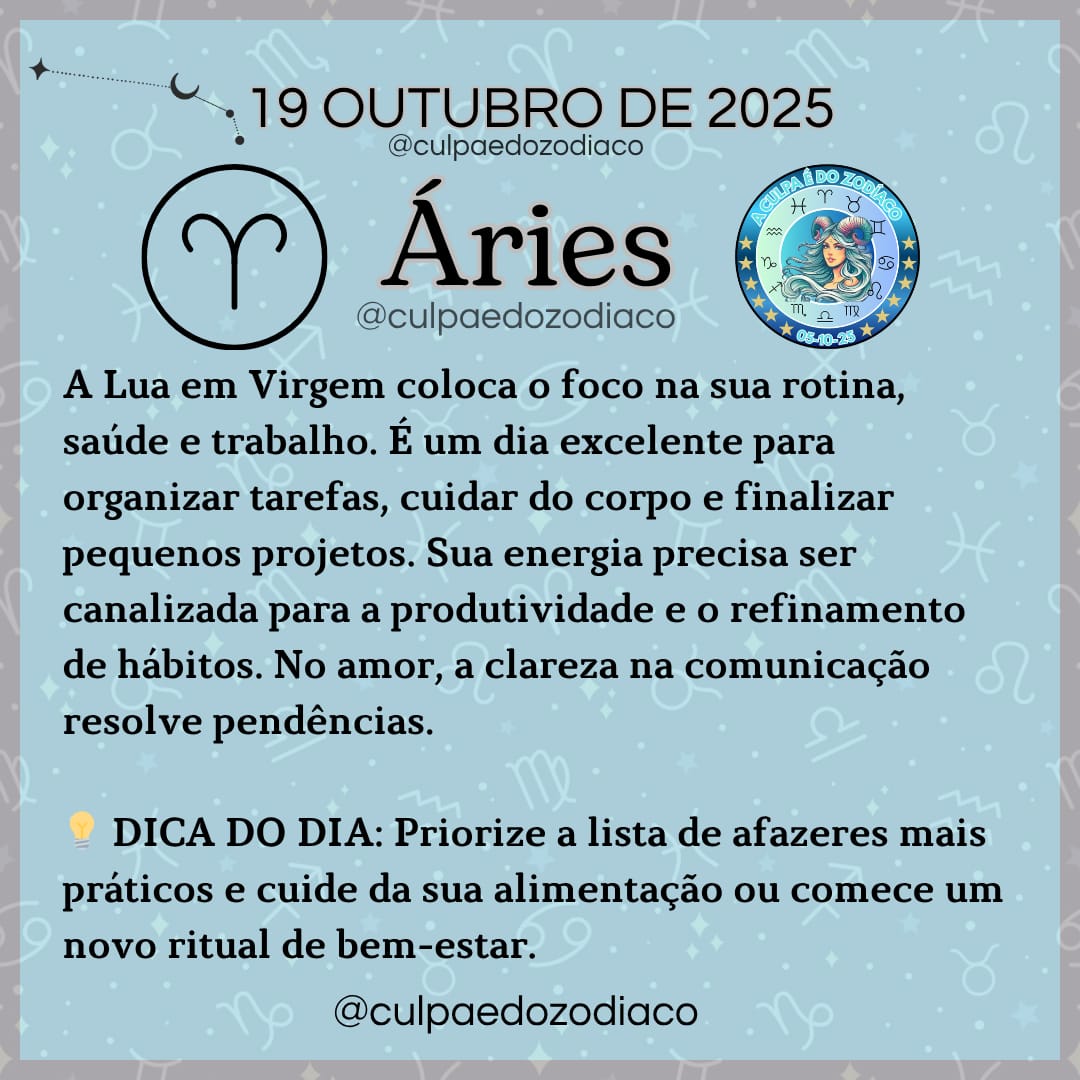 19 OUTUBRO DE 2025
@culpaedozodiaco
Áries
@culpaedozodiaco
A CULPA É DO ZODÍACO
05-10-25
A Lua em Virgem coloca o foco na sua rotina,
saúde e trabalho. É um dia excelente para
organizar tarefas, cuidar do corpo e finalizar
pequenos projetos. Sua energia precisa ser
canalizada para a produtividade e o refinamento
de hábitos. No amor, a clareza na comunicação
resolve pendências.
💡 DICA DO DIA: Priorize a lista de afazeres mais
práticos e cuide da sua alimentação ou comece um
novo ritual de bem-estar.
@culpaedozodiaco